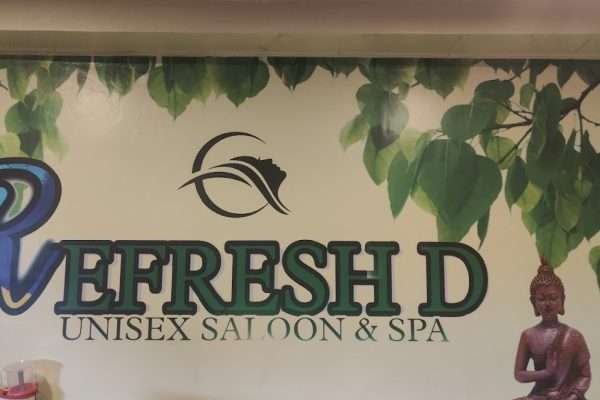 REFRESH D
UNISEX SALOON & SPA